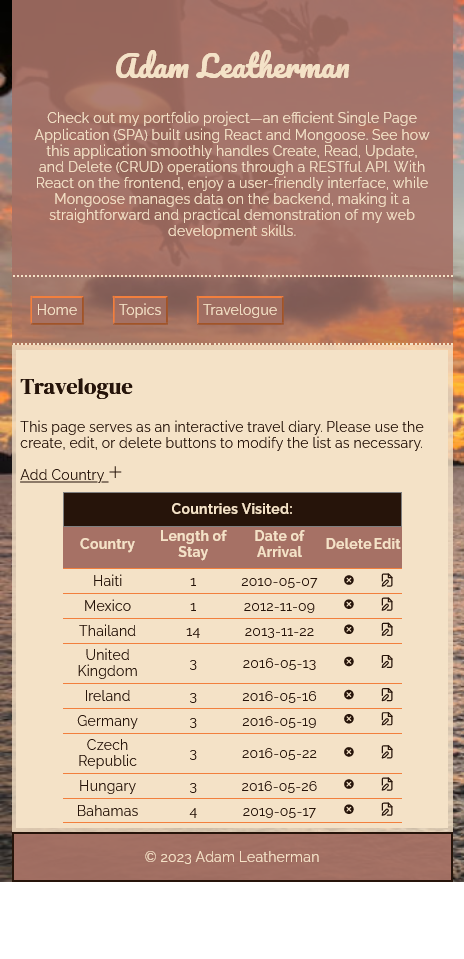 Adam Leatherman
Check out my portfolio project—an efficient Single Page
Application (SPA) built using React and Mongoose. See how
this application smoothly handles Create, Read, Update,
and Delete (CRUD) operations through a RESTful API. With
React on the frontend, enjoy a user-friendly interface, while
Mongoose manages data on the backend, making it a
straightforward and practical demonstration of my web
development skills.
Home Topics Travelogue
Travelogue
This page serves as an interactive travel diary. Please use the
create, edit, or delete buttons to modify the list as necessary.
Add Country
Countries Visited:
Country Length of Stay Date of Arrival Delete Edit
Haiti 1 2010-05-07
Mexico 1 2012-11-09
Thailand 14 2013-11-22
United Kingdom 3 2016-05-13
Ireland 3 2016-05-16
Germany 3 2016-05-19
Czech Republic 3 2016-05-22
Hungary 3 2016-05-26
Bahamas 4 2019-05-17
© 2023 Adam Leatherman